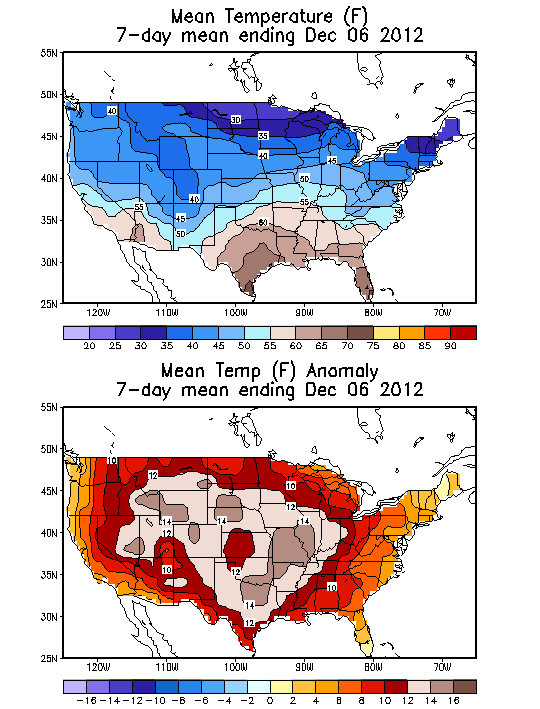 Mean Temperature (F)
7-day mean ending Dec 06 2012
55N
50N
45N
40N
35N
30N
25N
40
30
35
40
45
50
55
55
60
40
45
50
120W 110W 100W 90W 80W 70W
20 25 30 35 40 45 50 55 60 65 70 75 80 85 90
Mean Temp (F) Anomaly
7-day mean ending Dec 06 2012
55N
50N
45N
40N
35N
30N
25N
10
12
10
12
14
14
14
12
10
12
10
14
12
120W 110W 100W 90W 80W 70W
-16 -14 -12 -10 -8 -6 -4 -2 0 2 4 6 8 10 12 14 16